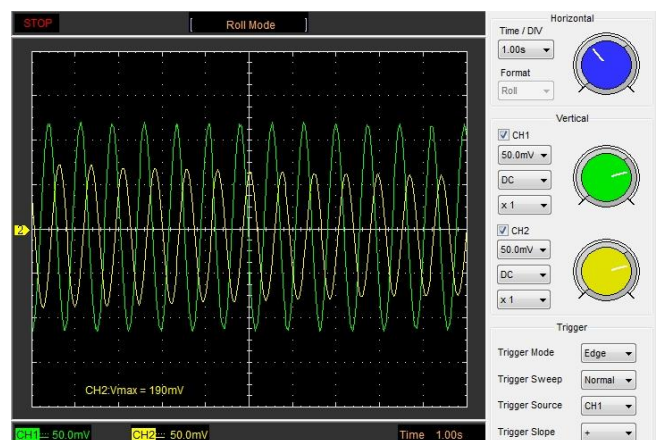 STOP
[ Roll Mode ]
2
CH2:Vmax = 190mV
CH1 50.0mV
CH2 50.0mV
Time 1.00s
Horizontal
Time / DIV
1.00s
Format
Roll
Vertical
CH1
50.0mV
DC
x 1
CH2
50.0mV
DC
x 1
Trigger
Trigger Mode Edge
Trigger Sweep Normal
Trigger Source CH1
Trigger Slope +